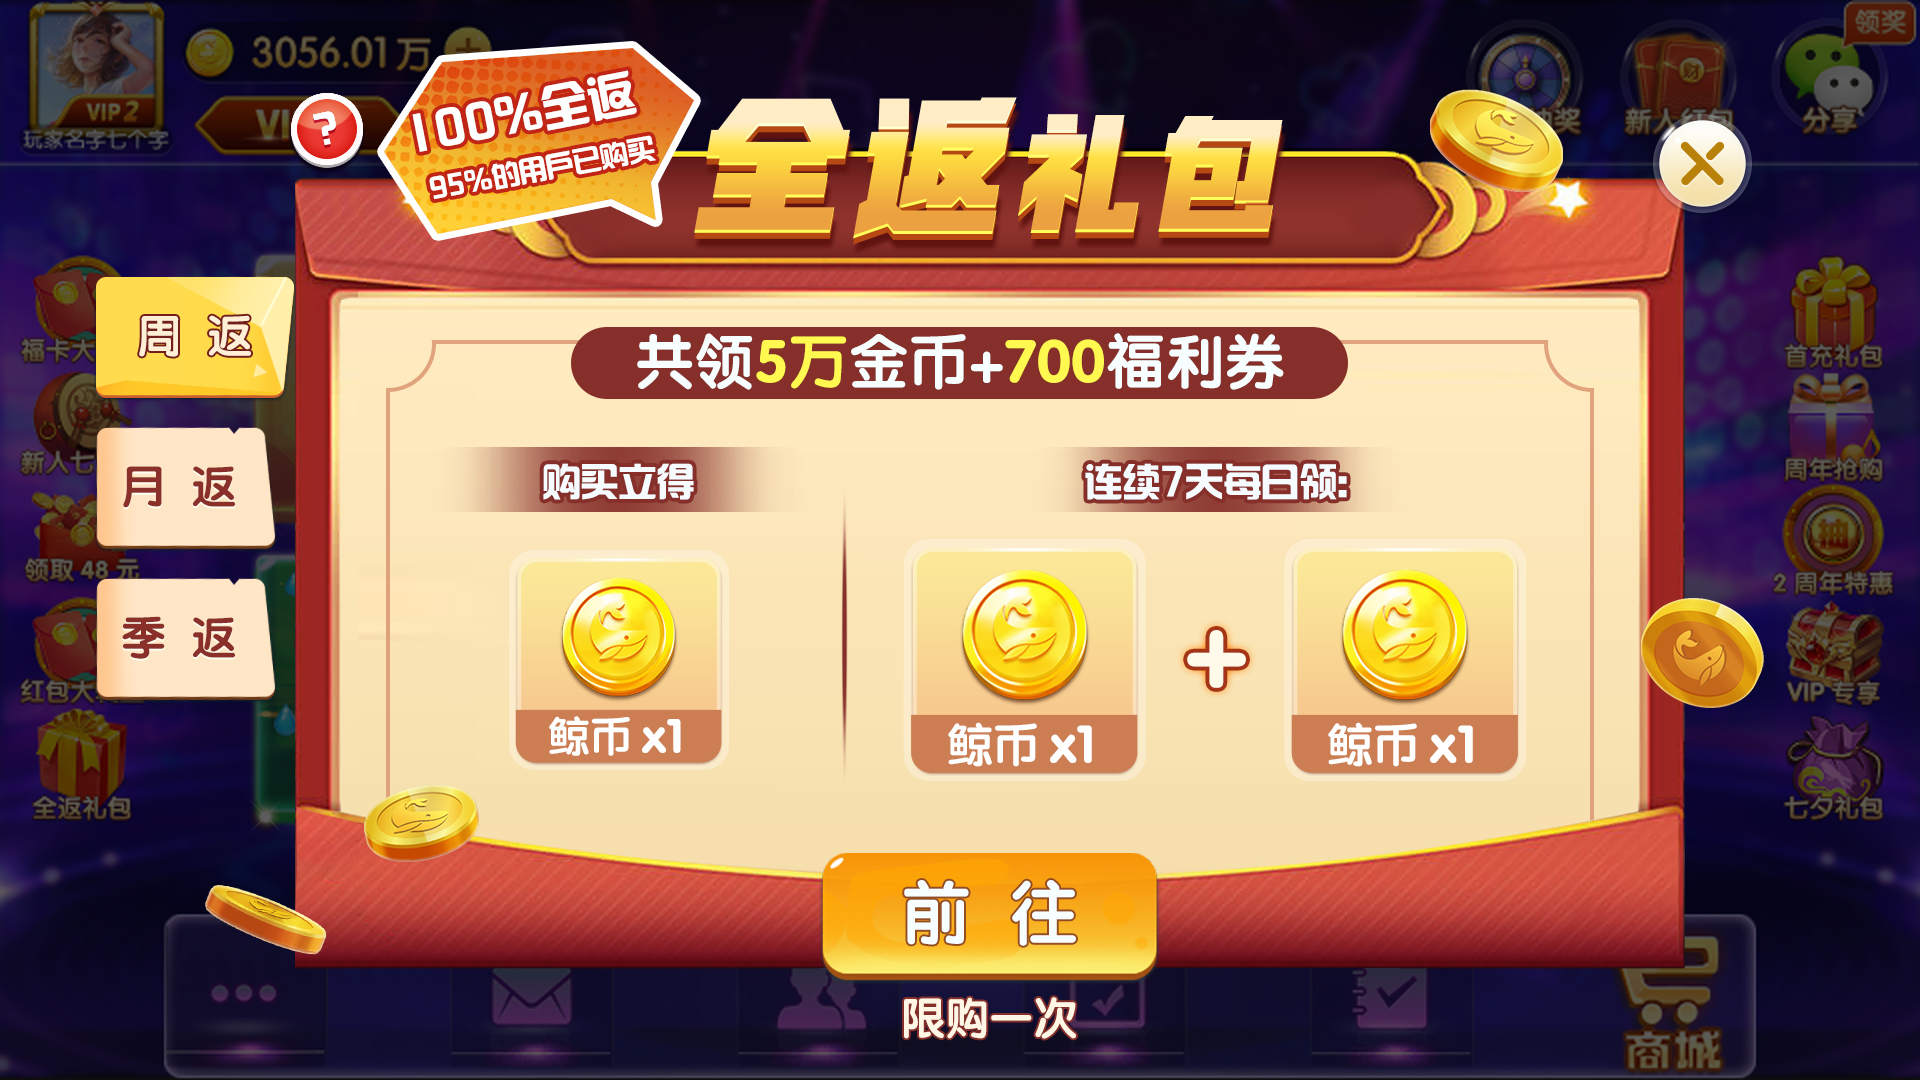 领奖
3056.01万
VIP 2
玩家名字七个字
新人红包
分享
?
100%全返
95%的用戶已购买
全返礼包
周 返
月 返
季 返
共领5万金币+700福利券
购买立得
连续7天每日领:
鲸币 x1
鲸币 x1
+
鲸币 x1
前 往
限购一次
福卡大
新人七
领取 48 元
红包大
全返礼包
首充礼包
周年抢购
抽
2 周年特惠
VIP 专享
七夕礼包
商城